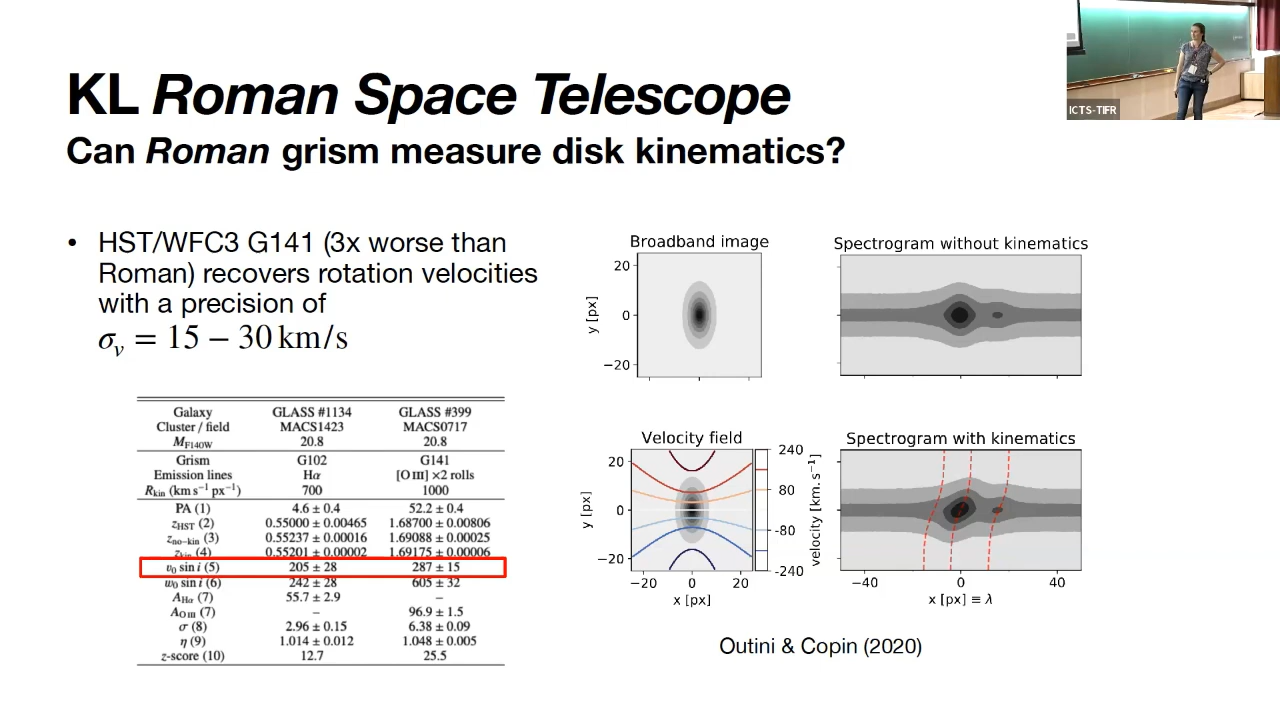 KL Roman Space Telescope
Can Roman grism measure disk kinematics?
ICTS-TIFR
• HST/WFC3 G141 (3x worse than
Roman) recovers rotation velocities
with a precision of
σᵥ = 15 − 30 km/s
Galaxy GLASS #1134 GLASS #399
Cluster / field MACS1423 MACS0717
M_F140W 20.8 20.8
Grism G102 G141
Emission lines Hα [O III] ×2 rolls
R_kin (km s⁻¹ px⁻¹) 700 1000
PA (1) 4.6 ± 0.4 52.2 ± 0.4
z_HST (2) 0.55000 ± 0.00465 1.68700 ± 0.00806
z_no-kin (3) 0.55237 ± 0.00016 1.69088 ± 0.00025
z_kin (4) 0.55201 ± 0.00002 1.69175 ± 0.00006
v₀ sin i (5) 205 ± 28 287 ± 15
w₀ sin i (6) 242 ± 28 605 ± 32
A_Hα (7) 55.7 ± 2.9 –
A_O III (7) – 96.9 ± 1.5
σ (8) 2.96 ± 0.15 6.38 ± 0.09
η (9) 1.014 ± 0.012 1.048 ± 0.005
z-score (10) 12.7 25.5
Broadband image
20
0
−20
y [px]
Spectrogram without kinematics
Velocity field
20
0
−20
y [px]
−20 0 20
x [px]
240
80
-80
-240
velocity [km. s⁻¹]
Spectrogram with kinematics
−40 0 40
x [px] ≡ λ
Outini & Copin (2020)